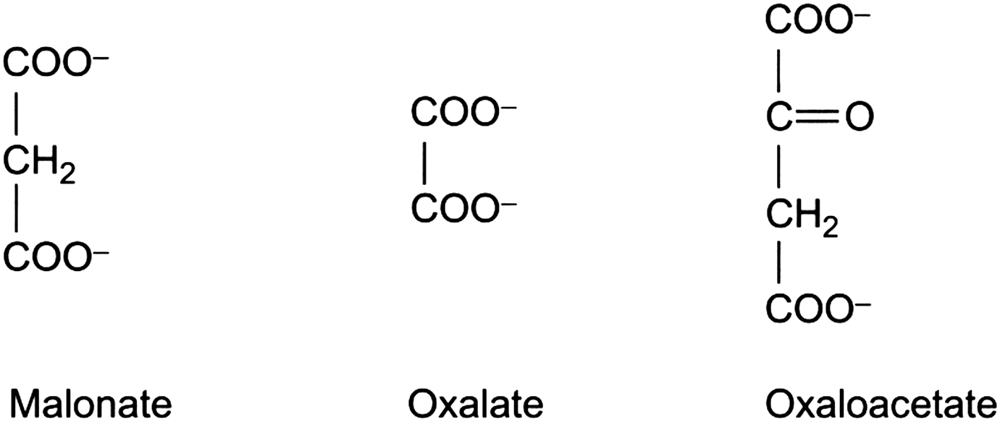 COO–
CH2
COO–
Malonate
COO–
COO–
Oxalate
COO–
C=O
CH2
COO–
Oxaloacetate